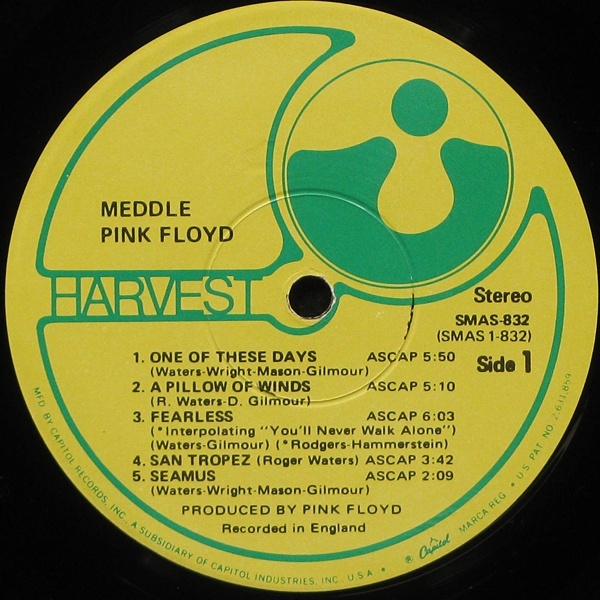 MEDDLE
PINK FLOYD
HARVEST
Stereo
SMAS-832
(SMAS 1-832)
Side 1
1. ONE OF THESE DAYS ASCAP 5:50
(Waters-Wright-Mason-Gilmour)
2. A PILLOW OF WINDS ASCAP 5:10
(R. Waters-D. Gilmour)
3. FEARLESS ASCAP 6:03
(*Interpolating "You'll Never Walk Alone")
(Waters-Gilmour) (*Rodgers-Hammerstein)
4. SAN TROPEZ (Roger Waters) ASCAP 3:42
5. SEAMUS ASCAP 2:09
(Waters-Wright-Mason-Gilmour)
PRODUCED BY PINK FLOYD
Recorded in England
MFD. BY CAPITOL RECORDS, INC. A SUBSIDIARY OF CAPITOL INDUSTRIES, INC. U.S.A. • ® Capitol MARCA REG. • U.S. PAT. NO. 2,631,859